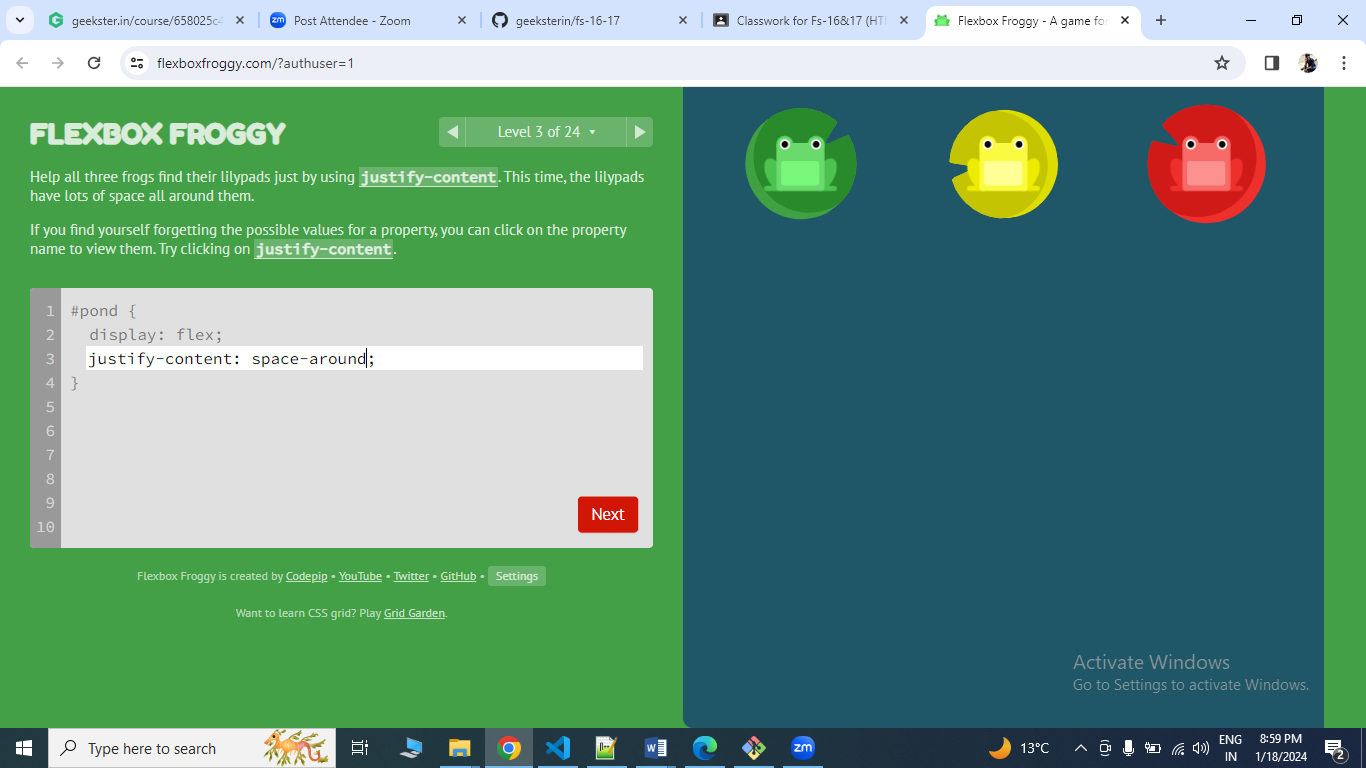 geekster.in/course/658025c4
Post Attendee - Zoom
geeksterin/fs-16-17
Classwork for Fs-16&17 (HT
Flexbox Froggy - A game for
flexboxfroggy.com/?authuser=1
FLEXBOX FROGGY
Level 3 of 24
Help all three frogs find their lilypads just by using justify-content. This time, the lilypads
have lots of space all around them.
If you find yourself forgetting the possible values for a property, you can click on the property
name to view them. Try clicking on justify-content.
1 #pond {
2 display: flex;
3 justify-content: space-around;
4 }
5
6
7
8
9
10
Next
Flexbox Froggy is created by Codepip • YouTube • Twitter • GitHub • Settings
Want to learn CSS grid? Play Grid Garden.
Activate Windows
Go to Settings to activate Windows.
Type here to search
W
zm
13°C
ENG
IN
8:59 PM
1/18/2024
2